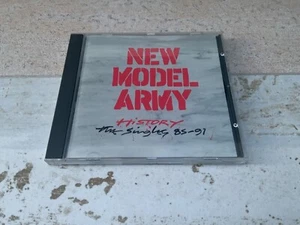 NEW
MODEL
ARMY
HISTORY
THE SINGLES 85-91